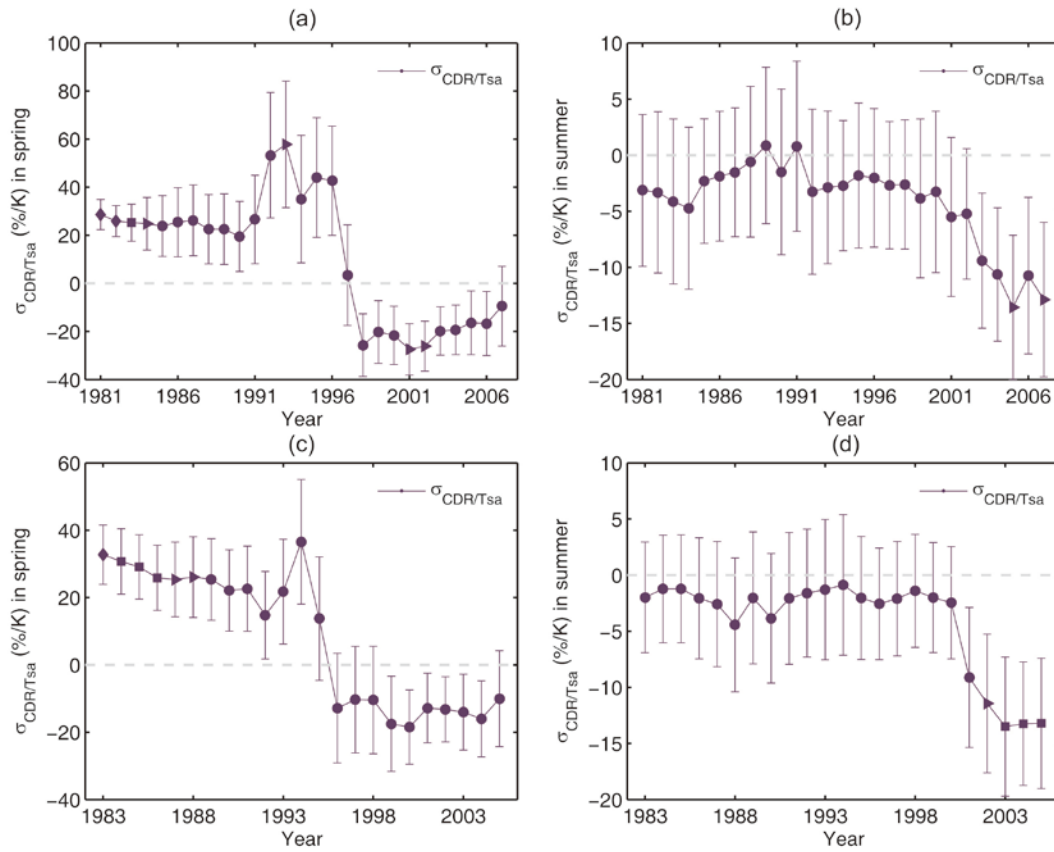 (a)
100
80
60
40
20
0
−20
−40
σCDR/Tsa (%/K) in spring
σCDR/Tsa
1981 1986 1991 1996 2001 2006
Year
(b)
10
5
0
−5
−10
−15
−20
σCDR/Tsa (%/K) in summer
σCDR/Tsa
1981 1986 1991 1996 2001 2006
Year
(c)
60
40
20
0
−20
−40
σCDR/Tsa (%/K) in spring
σCDR/Tsa
1983 1988 1993 1998 2003
Year
(d)
10
5
0
−5
−10
−15
−20
σCDR/Tsa (%/K) in summer
σCDR/Tsa
1983 1988 1993 1998 2003
Year